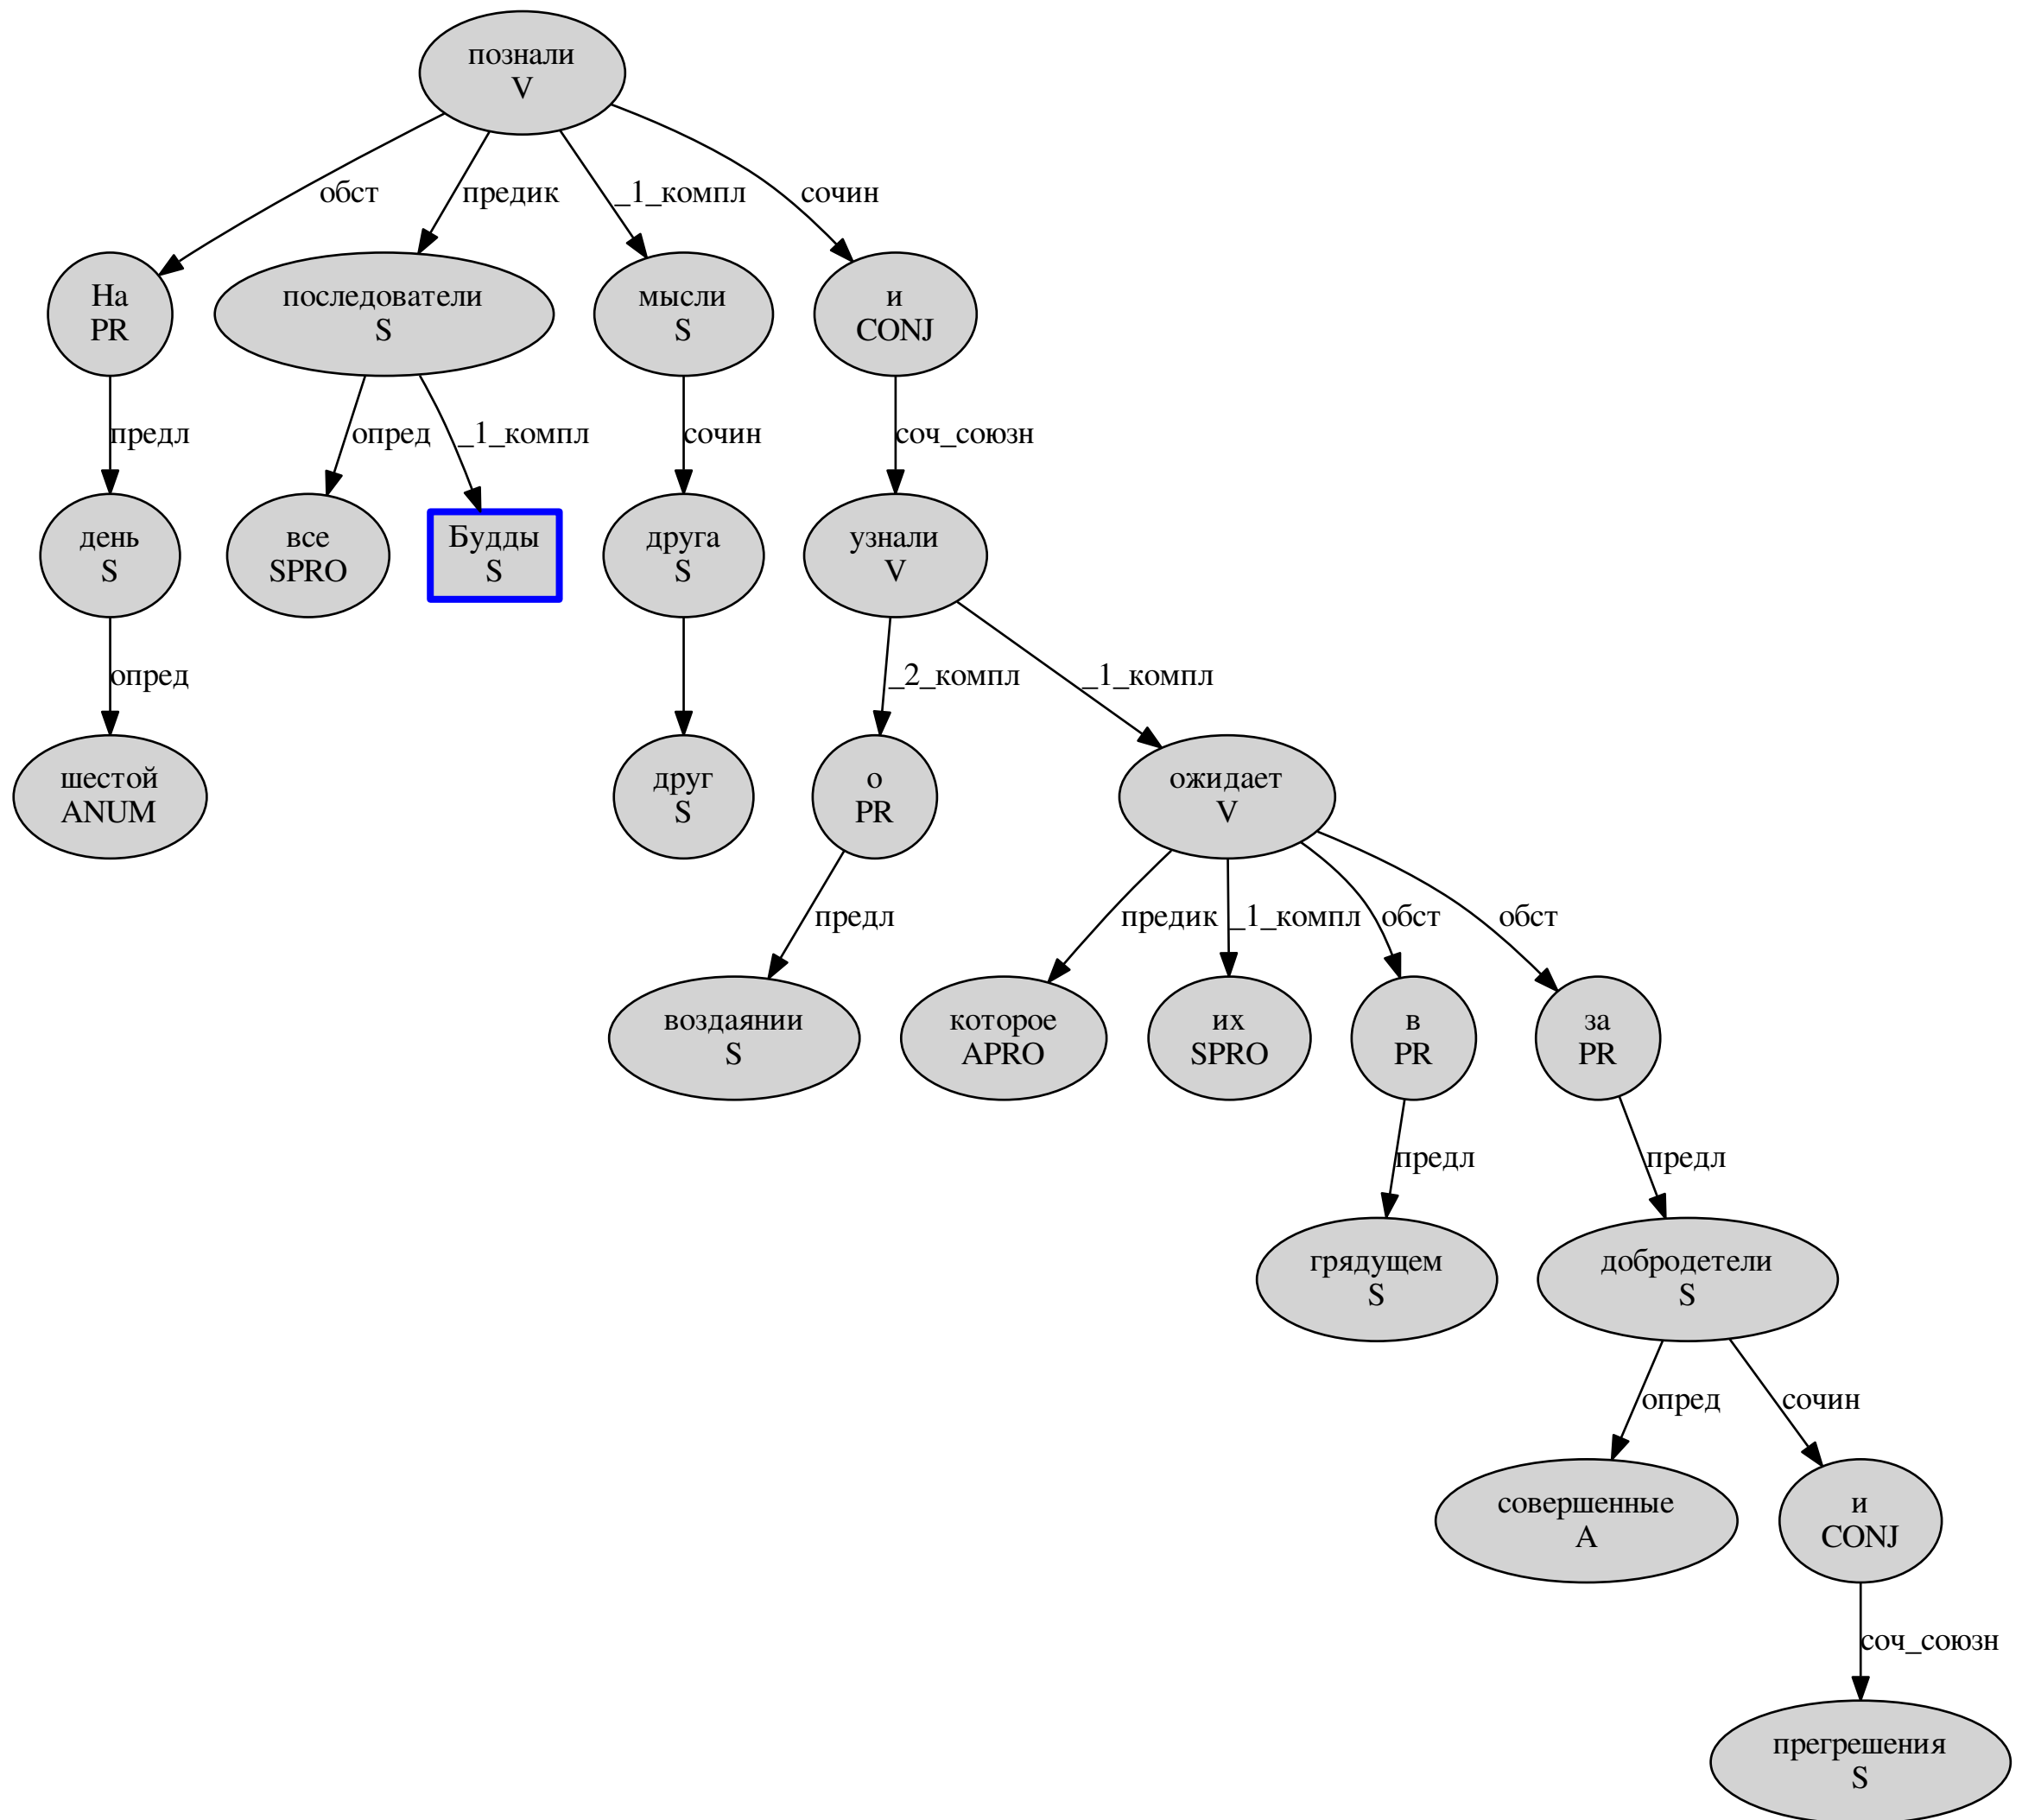 познали
V
обст
предик
_1_компл
сочин
На
PR
последователи
S
мысли
S
и
CONJ
предл
опред
_1_компл
сочин
соч_союзн
день
S
все
SPRO
Будды
S
друга
S
узнали
V
опред
_2_компл
_1_компл
шестой
ANUM
друг
S
о
PR
ожидает
V
предл
предик
_1_компл
обст
обст
воздаянии
S
которое
APRO
их
SPRO
в
PR
за
PR
предл
предл
грядущем
S
добродетели
S
опред
сочин
совершенные
A
и
CONJ
соч_союзн
прегрешения
S